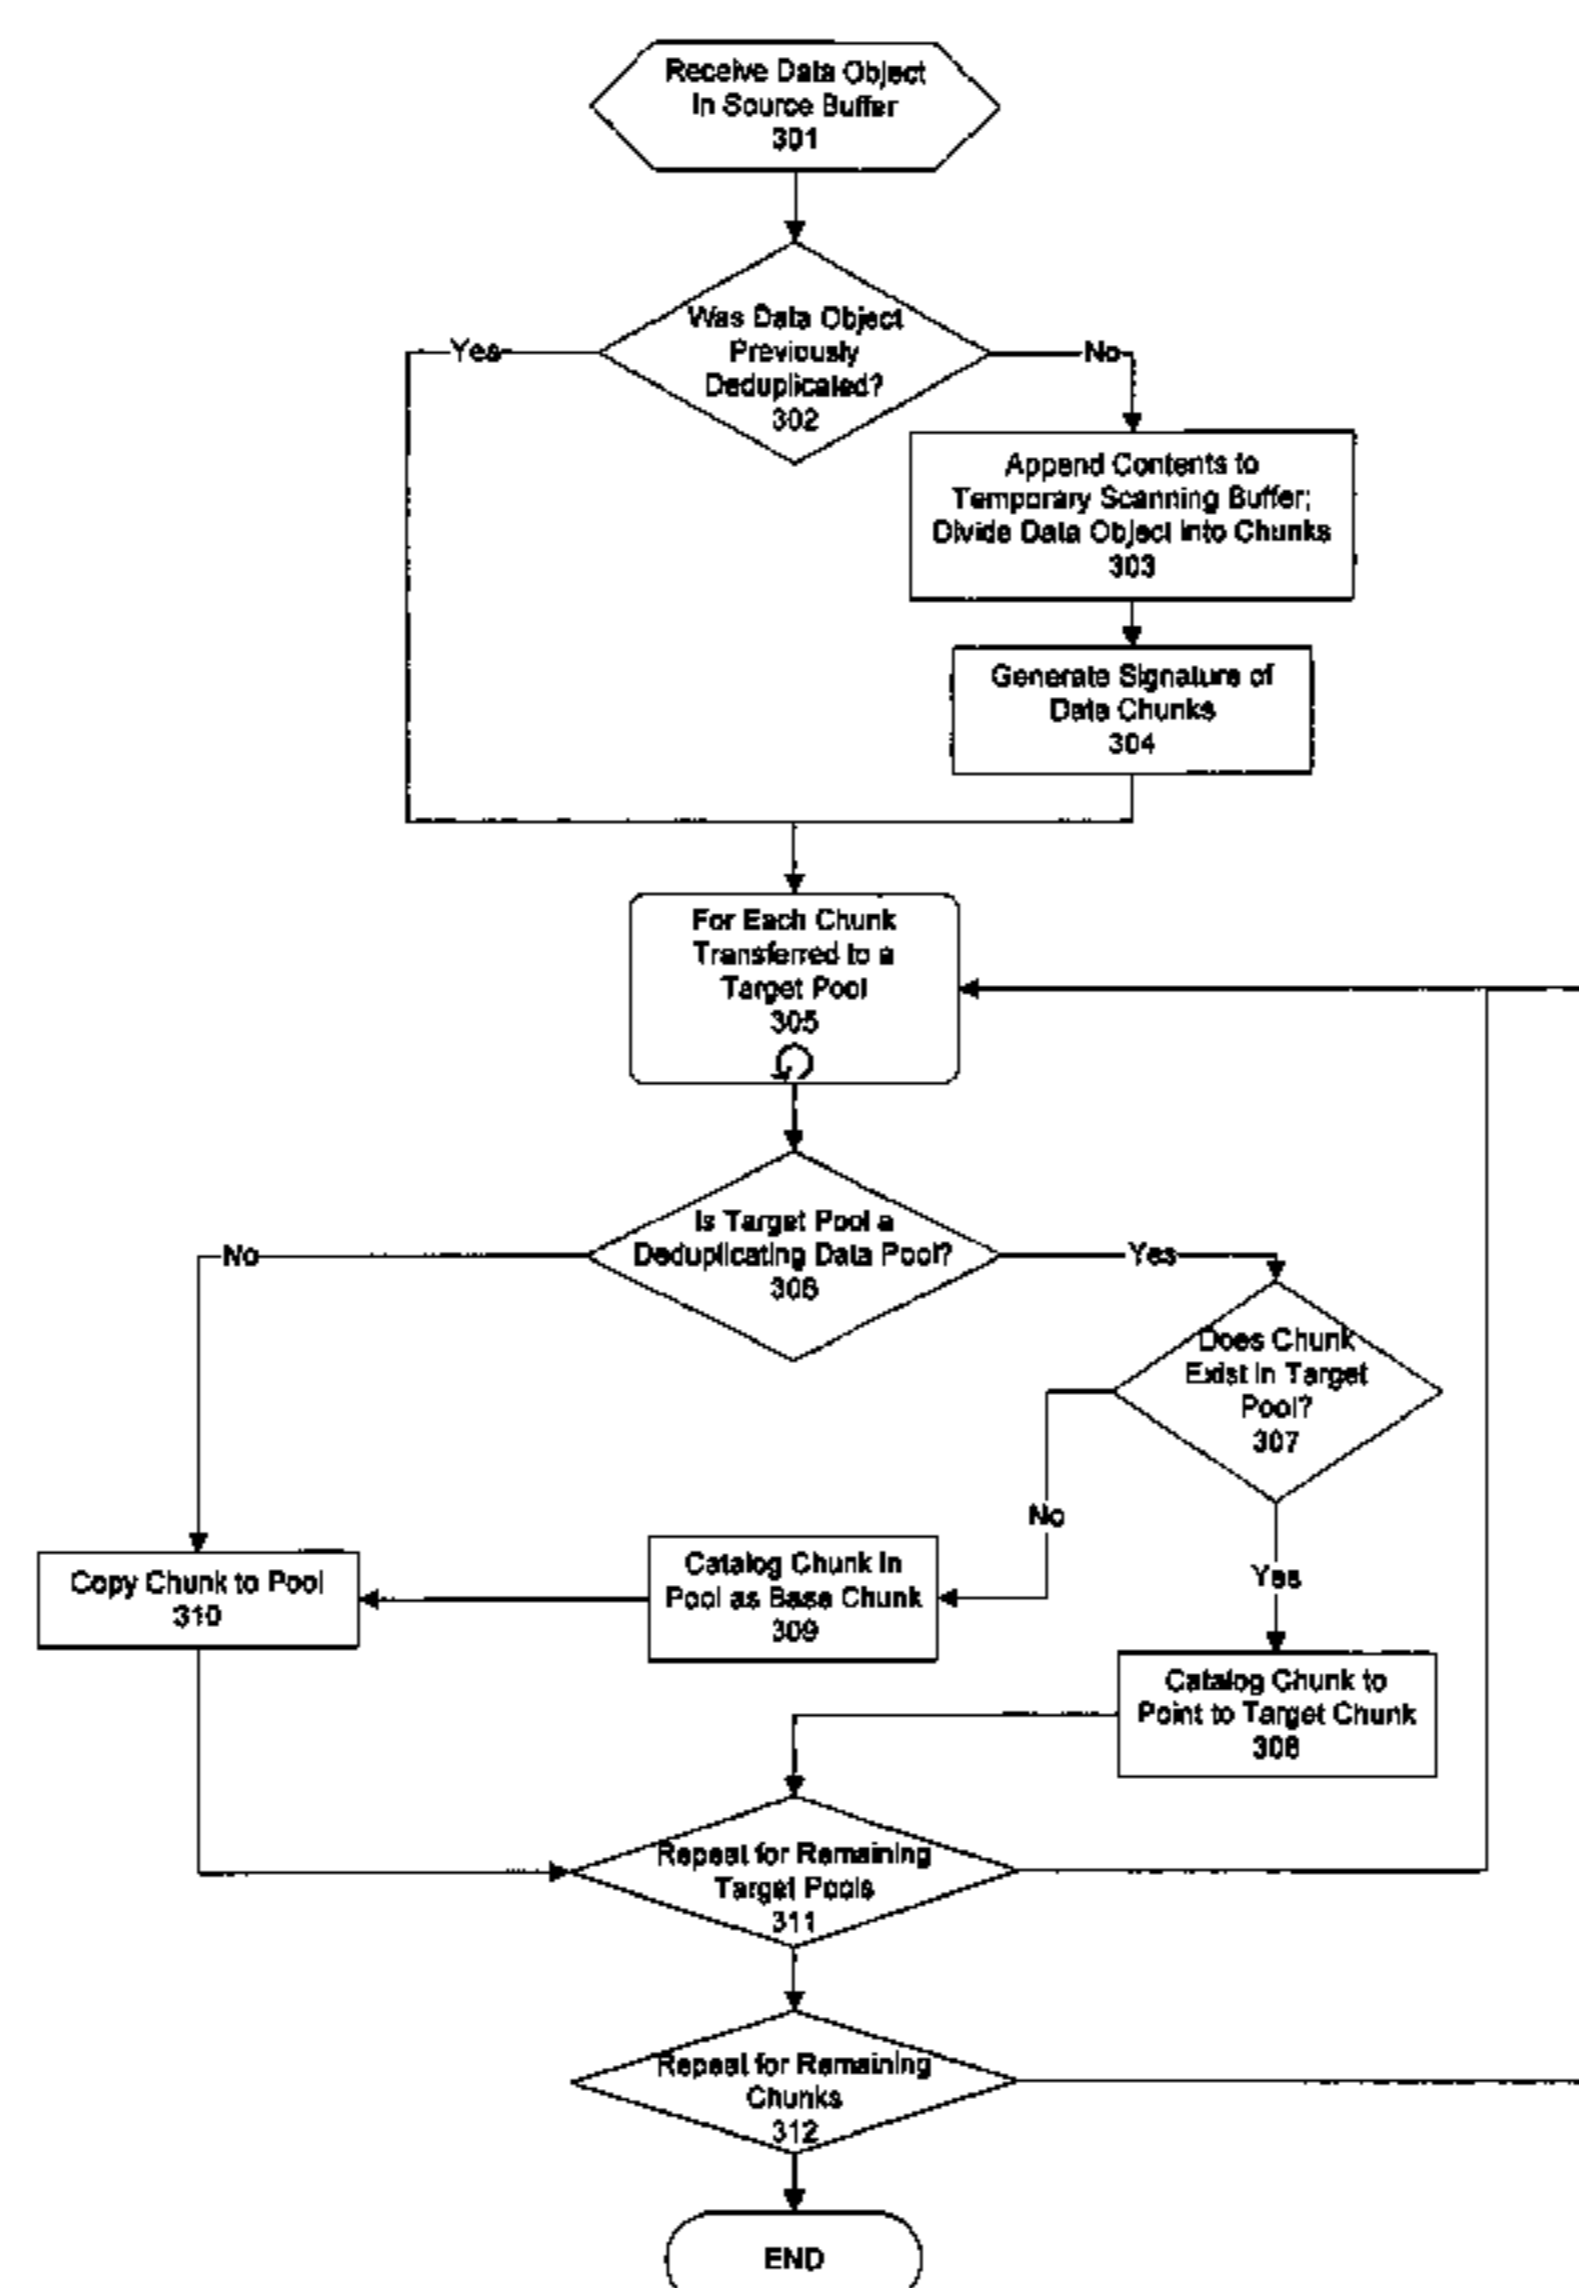 Receive Data Object
in Source Buffer
301
Was Data Object
Previously
Deduplicated?
302
Yes
No
Append Contents to
Temporary Scanning Buffer;
Divide Data Object into Chunks
303
Generate Signature of
Data Chunks
304
For Each Chunk
Transferred to a
Target Pool
305
Is Target Pool a
Deduplicating Data Pool?
306
No
Yes
Does Chunk
Exist in Target
Pool?
307
No
Yes
Copy Chunk to Pool
310
Catalog Chunk in
Pool as Base Chunk
309
Catalog Chunk to
Point to Target Chunk
308
Repeat for Remaining
Target Pools
311
Repeat for Remaining
Chunks
312
END